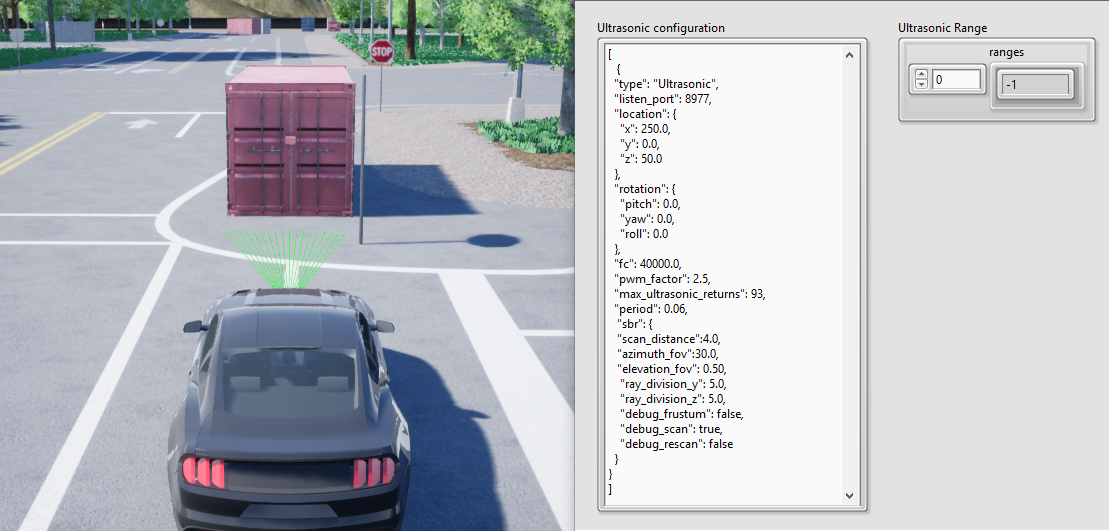 STOP
Ultrasonic configuration
[
{
"type": "Ultrasonic",
"listen_port": 8977,
"location": {
"x": 250.0,
"y": 0.0,
"z": 50.0
},
"rotation": {
"pitch": 0.0,
"yaw": 0.0,
"roll": 0.0
},
"fc": 40000.0,
"pwm_factor": 2.5,
"max_ultrasonic_returns": 93,
"period": 0.06,
"sbr": {
"scan_distance":4.0,
"azimuth_fov":30.0,
"elevation_fov": 0.50,
"ray_division_y": 5.0,
"ray_division_z": 5.0,
"debug_frustum": false,
"debug_scan": true,
"debug_rescan": false
}
}
]
Ultrasonic Range
ranges
0
-1